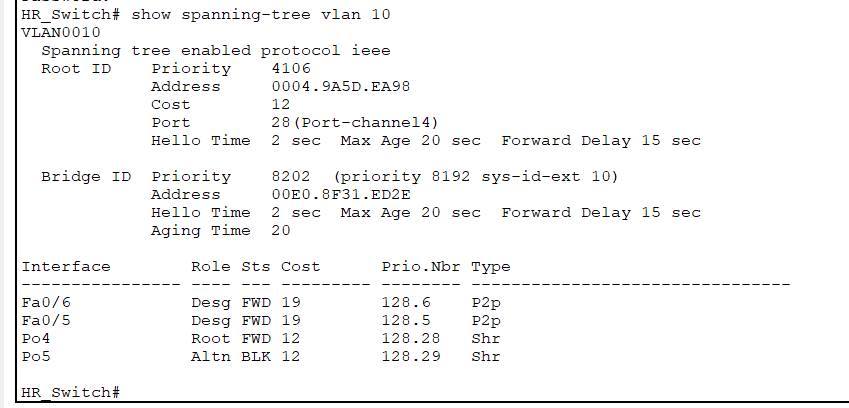 HR_Switch# show spanning-tree vlan 10
VLAN0010
  Spanning tree enabled protocol ieee
  Root ID    Priority    4106
             Address     0004.9A5D.EA98
             Cost        12
             Port        28(Port-channel4)
             Hello Time  2 sec  Max Age 20 sec  Forward Delay 15 sec
  Bridge ID  Priority    8202  (priority 8192 sys-id-ext 10)
             Address     00E0.8F31.ED2E
             Hello Time  2 sec  Max Age 20 sec  Forward Delay 15 sec
             Aging Time  20
Interface        Role Sts Cost      Prio.Nbr Type
---------------- ---- --- --------- -------- --------------------------------
Fa0/6            Desg FWD 19        128.6    P2p
Fa0/5            Desg FWD 19        128.5    P2p
Po4              Root FWD 12        128.28   Shr
Po5              Altn BLK 12        128.29   Shr
HR_Switch#